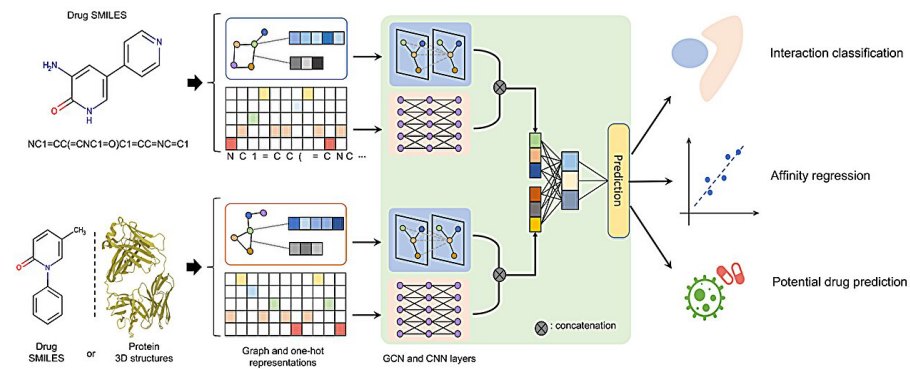 Drug SMILES
H₂N
N
O
N
H
NC1=CC(=CNC1=O)C1=CC=NC=C1
N C 1 = C C ( = C N C ...
CH₃
O
N
Drug
SMILES
or
Protein
3D structures
Graph and one-hot
representations
GCN and CNN layers
: concatenation
Prediction
Interaction classification
Affinity regression
Potential drug prediction